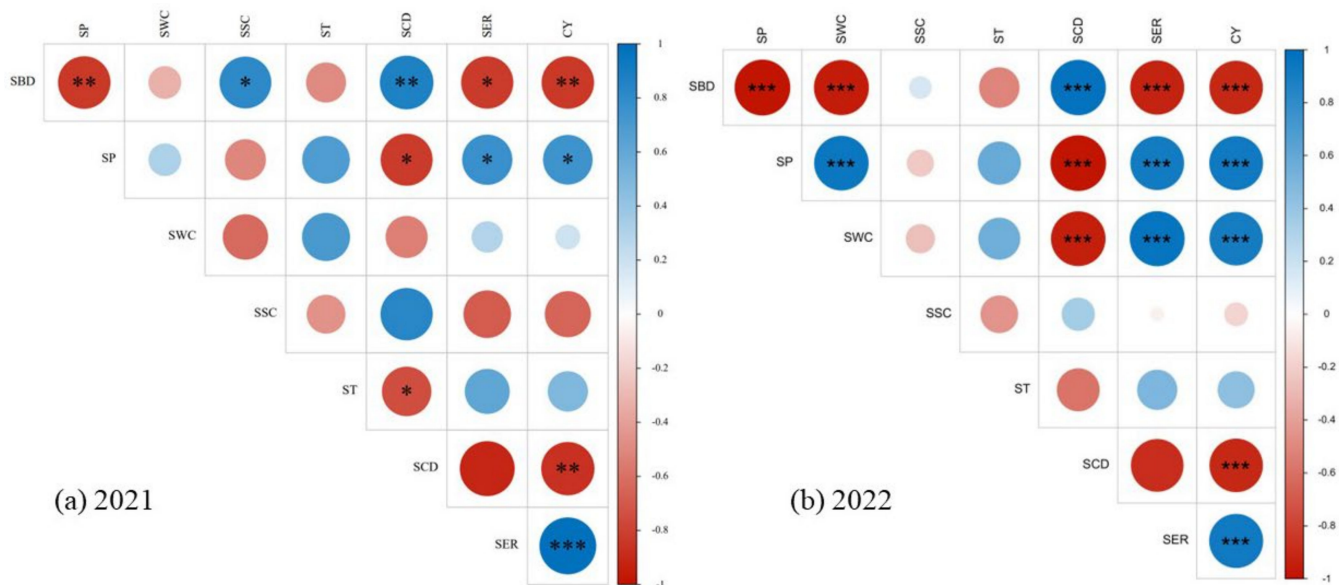 SP SWC SSC ST SCD SER CY
SBD ** * ** * ** 1
0.8
SP * * * 0.6
0.4
SWC 0.2
0
SSC
-0.2
ST * -0.4
-0.6
SCD **
(a) 2021 -0.8
SER *** -1
SP SWC SSC ST SCD SER CY
SBD *** *** *** *** *** 1
0.8
SP *** *** *** *** 0.6
0.4
SWC *** *** *** 0.2
0
SSC
-0.2
ST -0.4
-0.6
SCD ***
(b) 2022 -0.8
SER *** -1